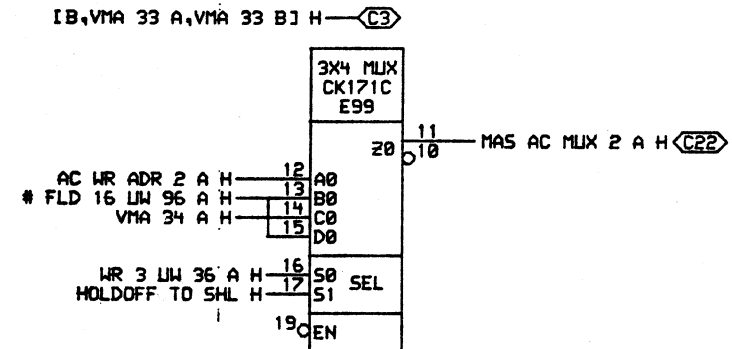 [B,VMA 33 A,VMA 33 B] H C3
3X4 MUX
CK171C
E99
Z0 11 MAS AC MUX 2 A H C22
10
AC WR ADR 2 A H 12 A0
# FLD 16 UW 96 A H 13 B0
VMA 34 A H 14 C0
15 D0
WR 3 UW 36 A H 16 S0 SEL
HOLDOFF TO SHL H 17 S1
19 EN